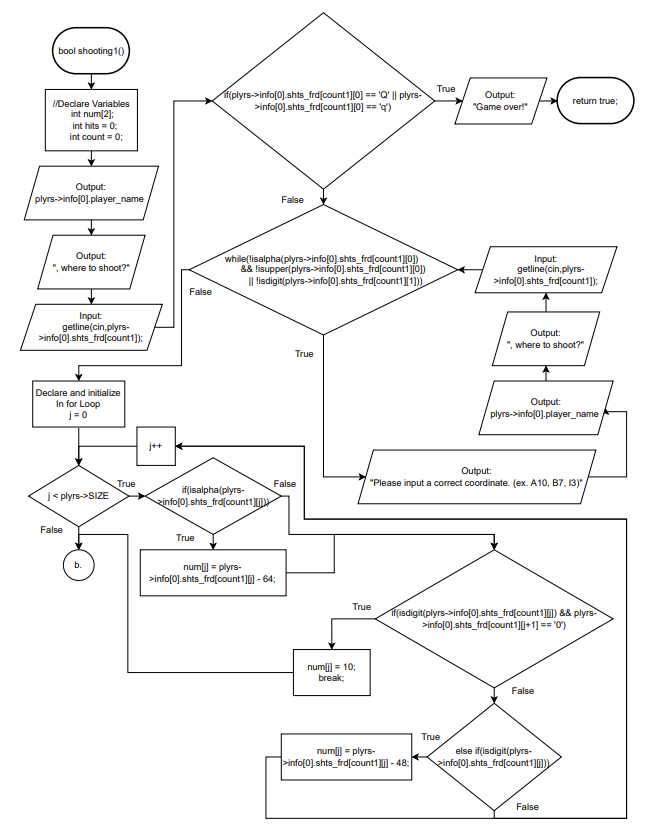 bool shooting1()
//Declare Variables
int num[2];
int hits = 0;
int count = 0;
Output:
plyrs->info[0].player_name
Output:
", where to shoot?"
Input:
getline(cin,plyrs-
>info[0].shts_frd[count1]);
if(plyrs->info[0].shts_frd[count1][0] == 'Q' || plyrs-
>info[0].shts_frd[count1][0] == 'q')
True
Output:
"Game over!"
return true;
False
while(!isalpha(plyrs->info[0].shts_frd[count1][0])
&& !isupper(plyrs->info[0].shts_frd[count1][0])
|| !isdigit(plyrs->info[0].shts_frd[count1][1]))
False
True
Input:
getline(cin,plyrs-
>info[0].shts_frd[count1]);
Output:
", where to shoot?"
Output:
plyrs->info[0].player_name
Output:
"Please input a correct coordinate. (ex. A10, B7, I3)"
Declare and initialize
In for Loop
j = 0
j++
j < plyrs->SIZE
True
False
b.
if(isalpha(plyrs-
>info[0].shts_frd[count1][j]))
False
True
num[j] = plyrs-
>info[0].shts_frd[count1][j] - 64;
if(isdigit(plyrs->info[0].shts_frd[count1][j]) && plyrs-
>info[0].shts_frd[count1][j+1] == '0')
True
num[j] = 10;
break;
False
else if(isdigit(plyrs-
>info[0].shts_frd[count1][j]))
True
num[j] = plyrs-
>info[0].shts_frd[count1][j] - 48;
False